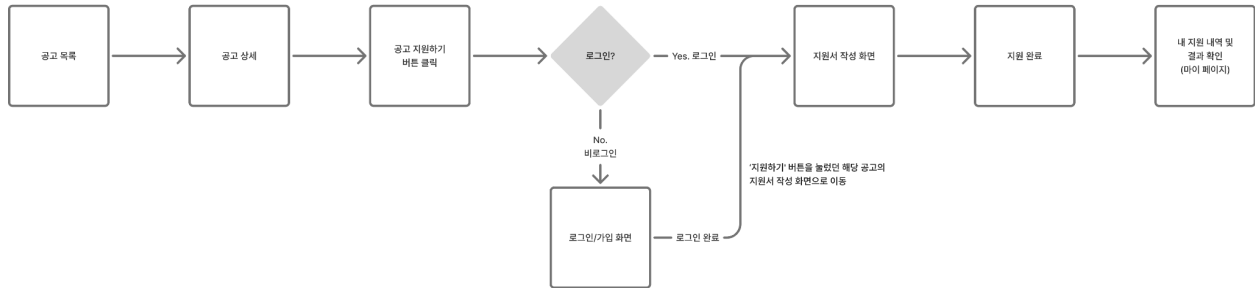 공고 목록
공고 상세
공고 지원하기
버튼 클릭
로그인?
Yes. 로그인
지원서 작성 화면
지원 완료
내 지원 내역 및
결과 확인
(마이 페이지)
No.
비로그인
'지원하기' 버튼을 눌렀던 해당 공고의
지원서 작성 화면으로 이동
로그인/가입 화면
로그인 완료